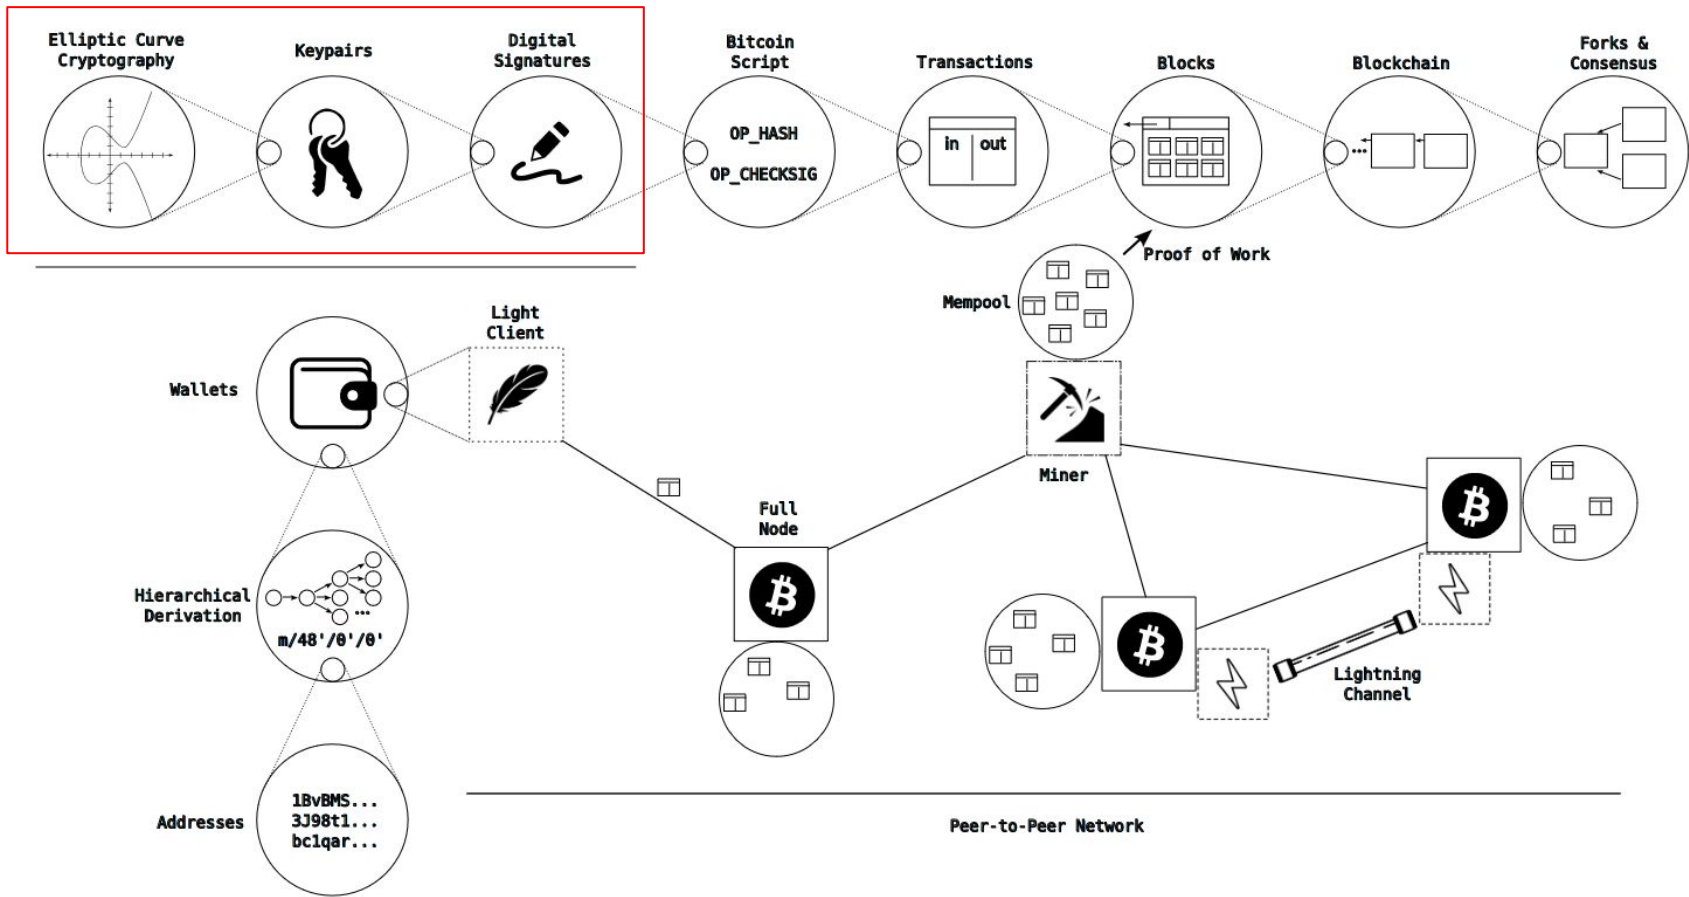 Elliptic Curve
Cryptography
Keypairs
Digital
Signatures
Bitcoin
Script
Transactions
Blocks
Blockchain
Forks &
Consensus
OP_HASH
OP_CHECKSIG
in out
...
Proof of Work
Mempool
Light
Client
Wallets
Miner
Full
Node
Hierarchical
Derivation
...
m/48'/0'/0'
Lightning
Channel
Addresses
1BvBMS...
3J98t1...
bc1qar...
Peer-to-Peer Network